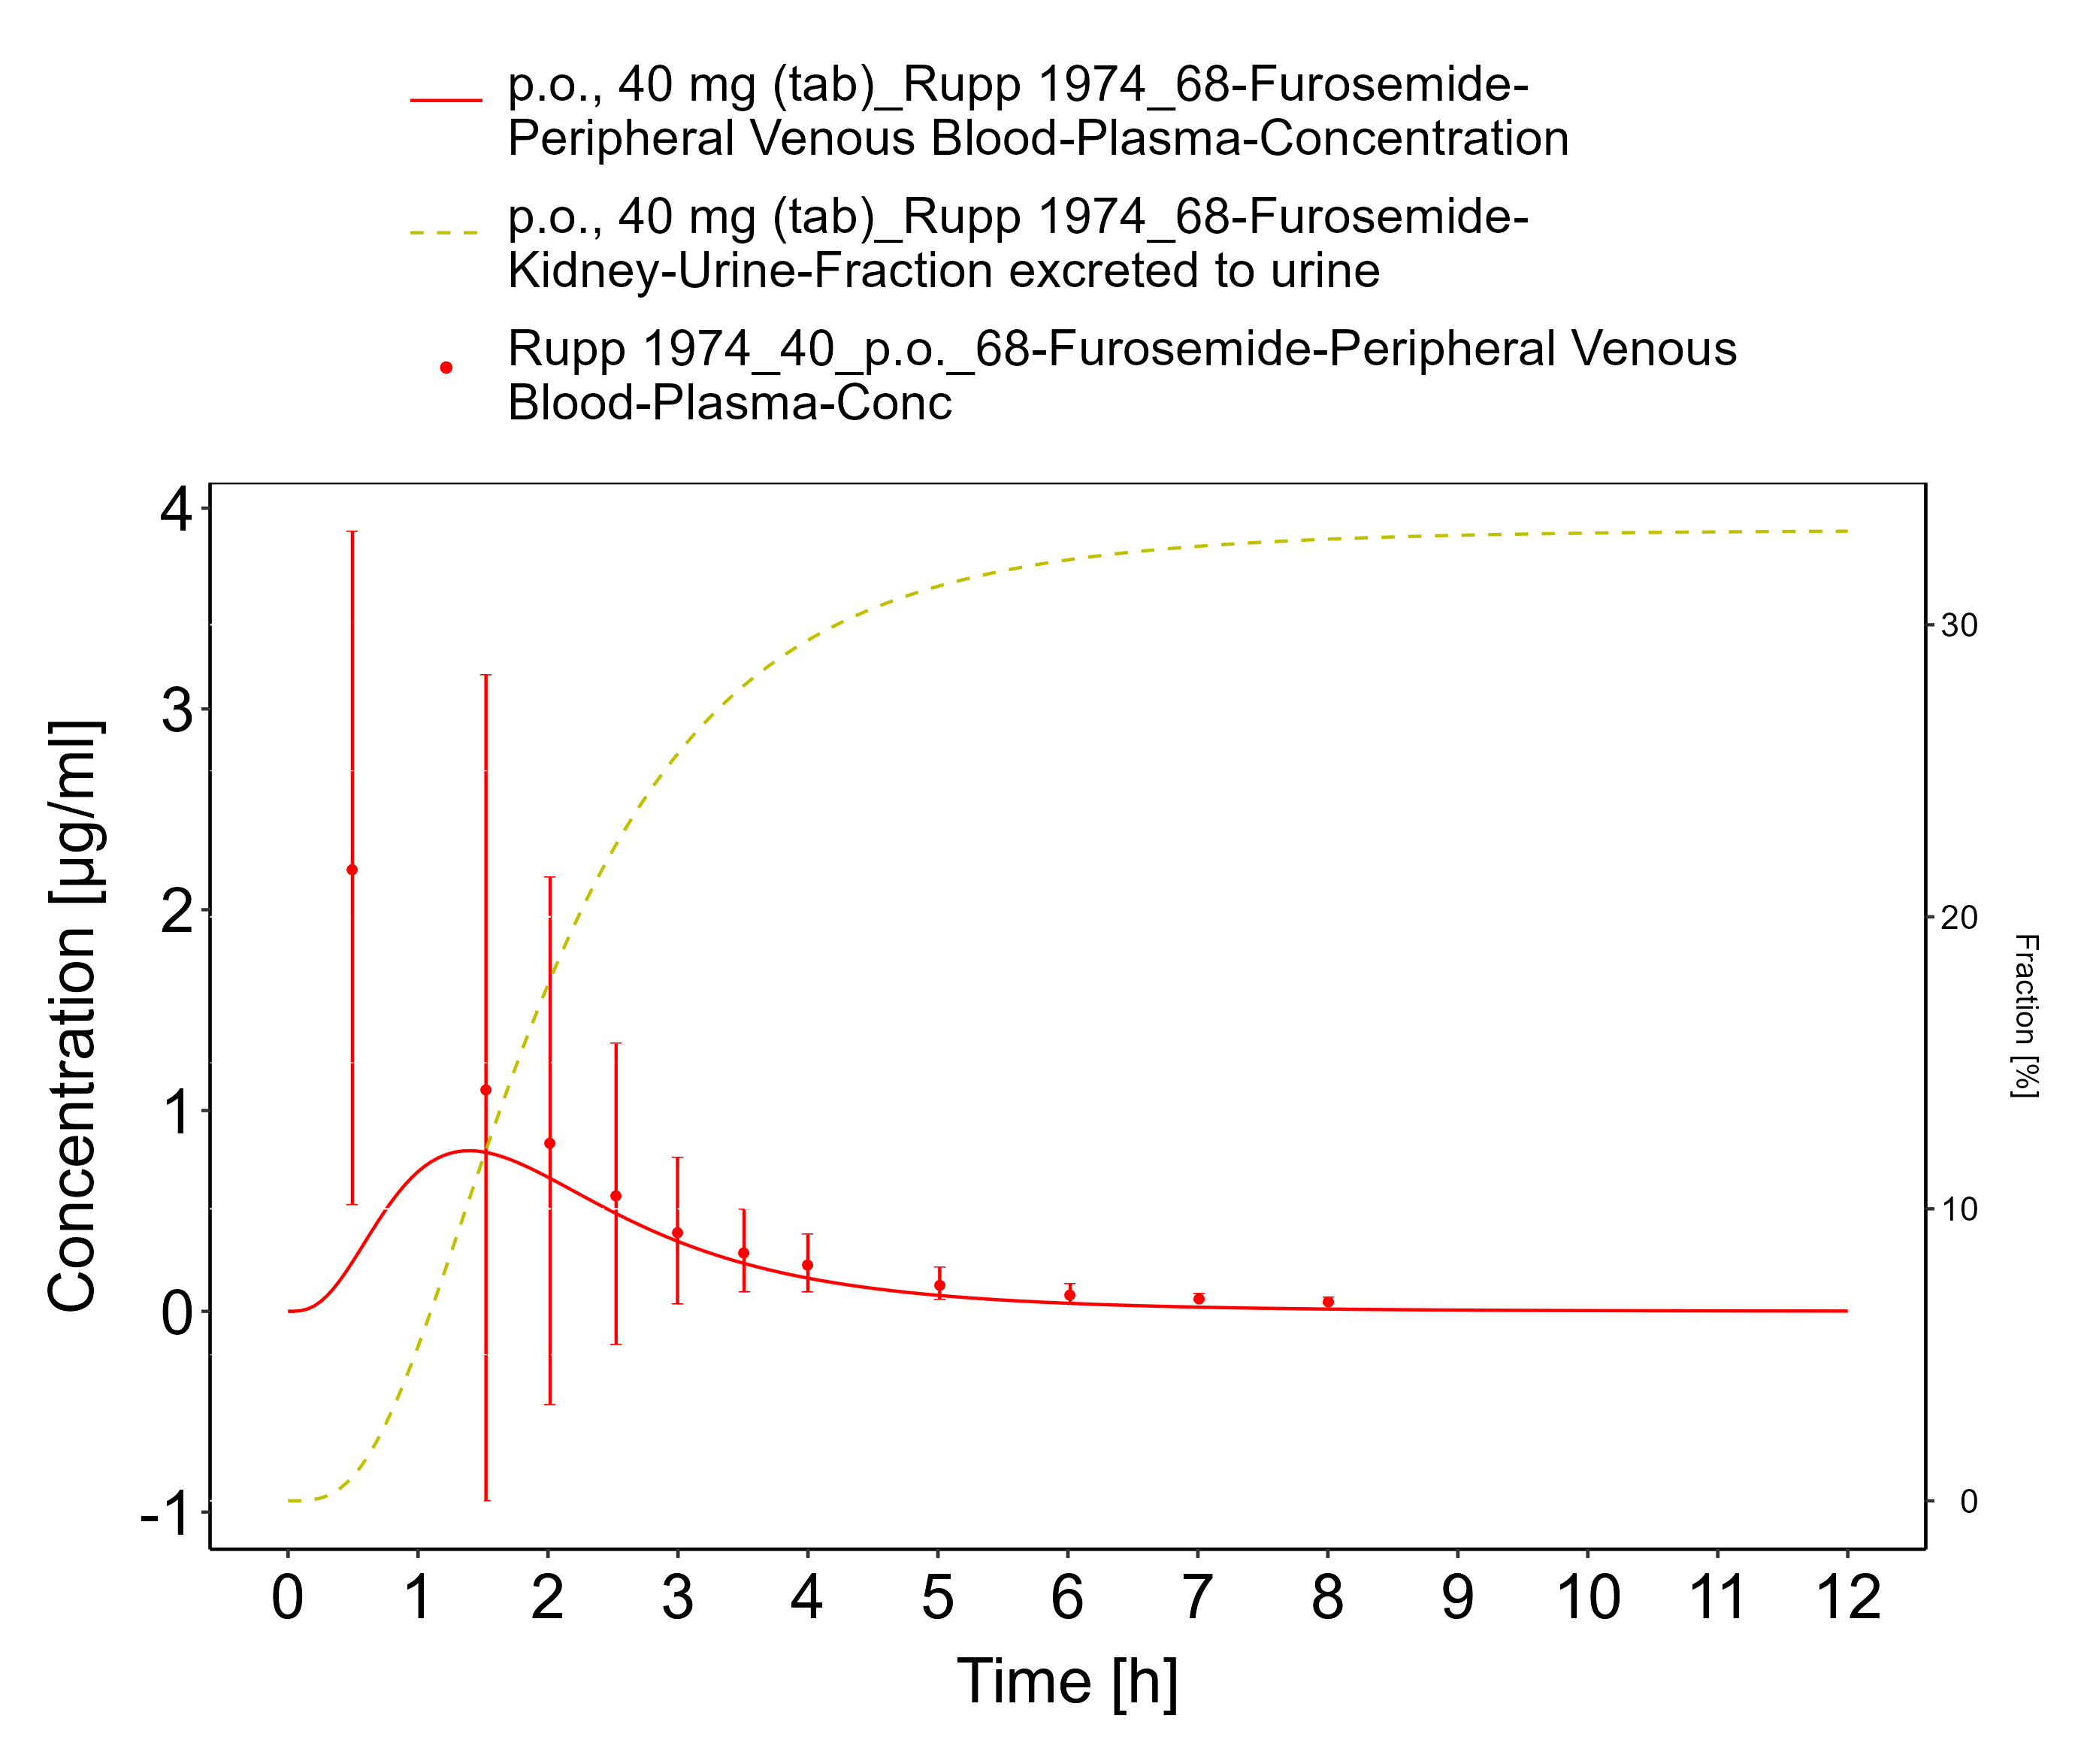 p.o., 40 mg (tab)_Rupp 1974_68-Furosemide-
Peripheral Venous Blood-Plasma-Concentration
p.o., 40 mg (tab)_Rupp 1974_68-Furosemide-
Kidney-Urine-Fraction excreted to urine
Rupp 1974_40_p.o._68-Furosemide-Peripheral Venous
Blood-Plasma-Conc
4
3
2
1
0
-1
Concentration [µg/ml]
30
20
10
0
Fraction [%]
0 1 2 3 4 5 6 7 8 9 10 11 12
Time [h]